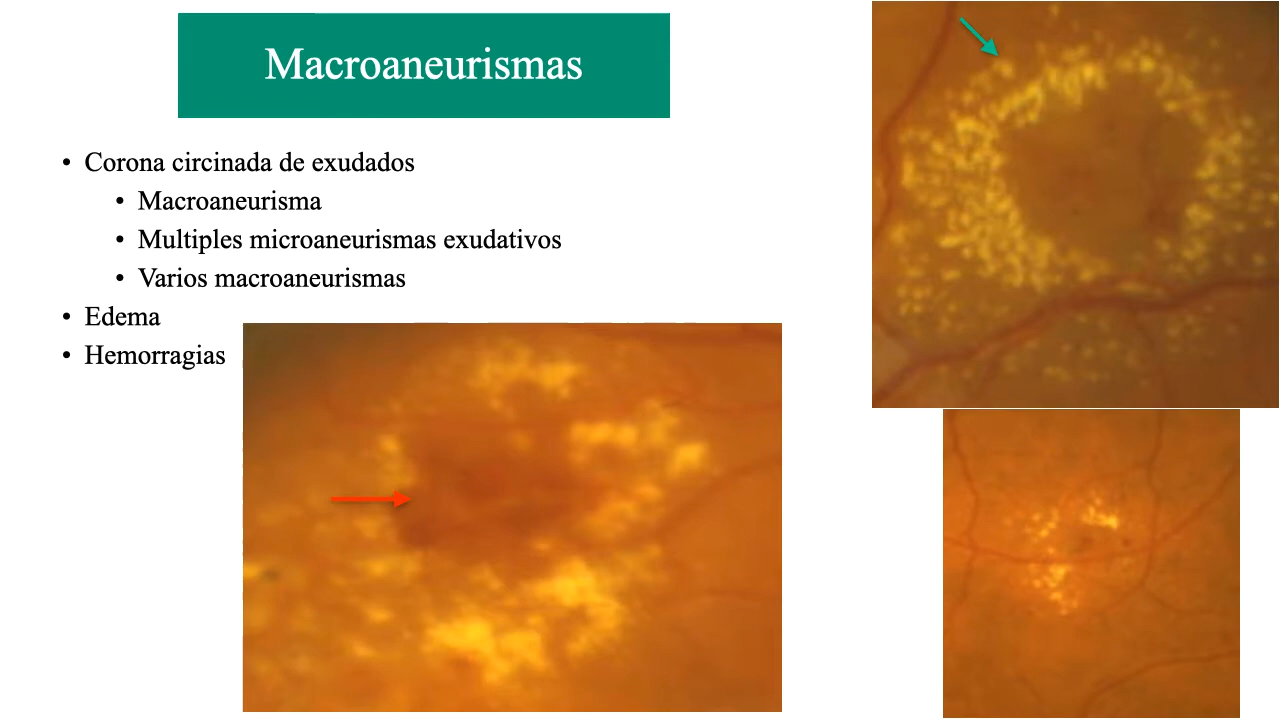 Macroaneurismas
• Corona circinada de exudados
• Macroaneurisma
• Multiples microaneurismas exudativos
• Varios macroaneurismas
• Edema
• Hemorragias